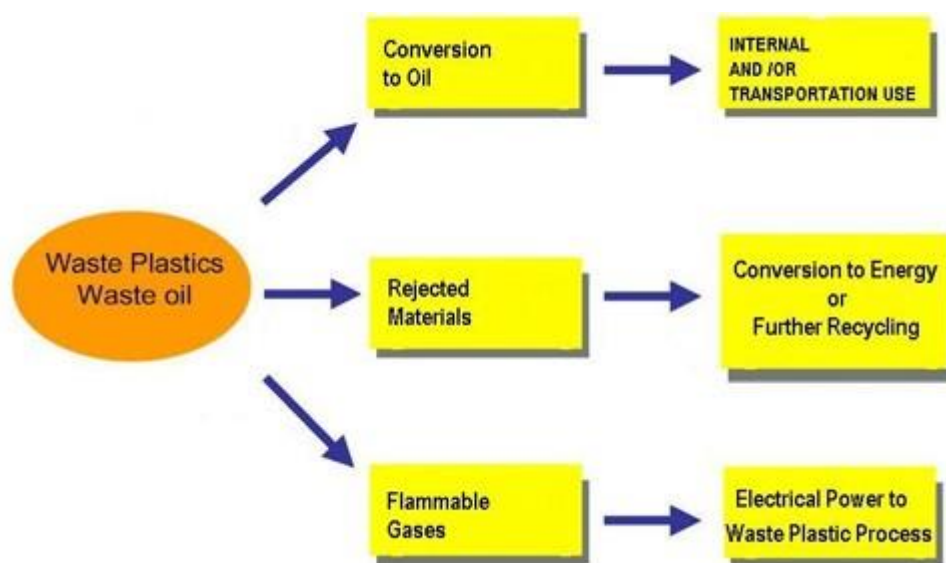 Conversion
to Oil
INTERNAL
AND /OR
TRANSPORTATION USE
Waste Plastics
Waste oil
Rejected
Materials
Conversion to Energy
or
Further Recycling
Flammable
Gases
Electrical Power to
Waste Plastic Process